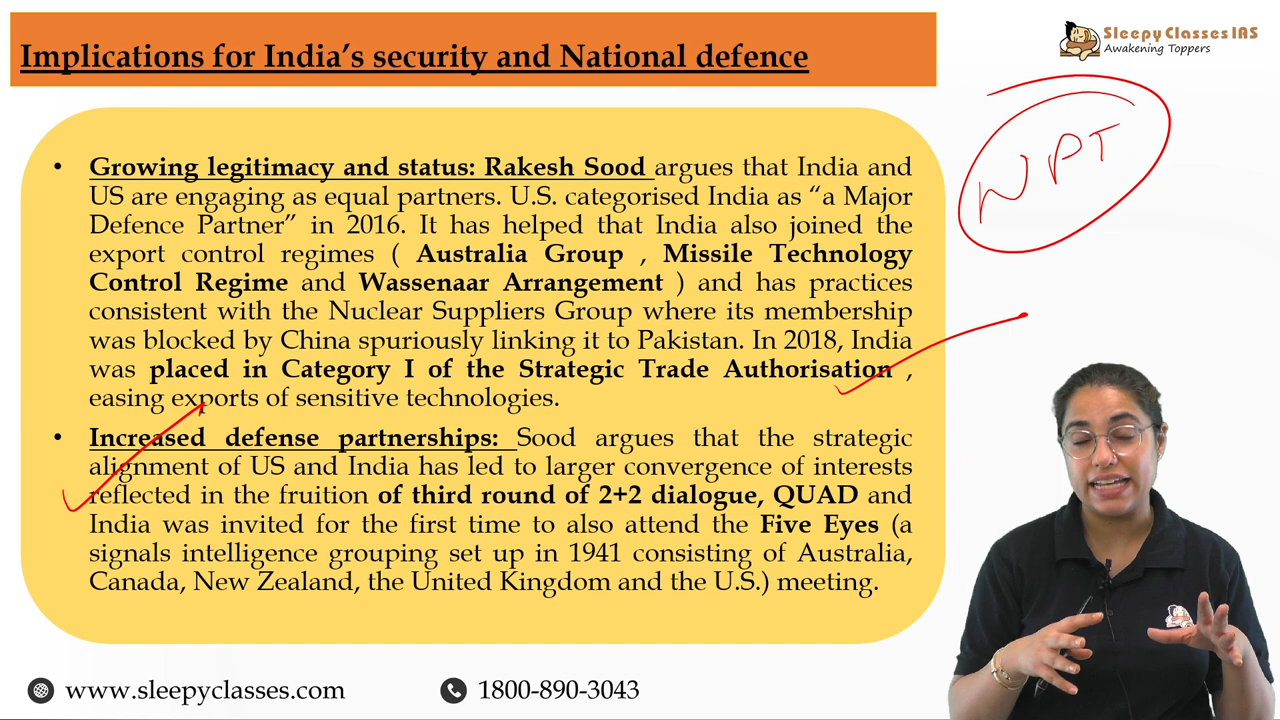 Implications for India's security and National defence
Sleepy Classes IAS
Awakening Toppers
• Growing legitimacy and status: Rakesh Sood argues that India and
US are engaging as equal partners. U.S. categorised India as “a Major
Defence Partner” in 2016. It has helped that India also joined the
export control regimes ( Australia Group , Missile Technology
Control Regime and Wassenaar Arrangement ) and has practices
consistent with the Nuclear Suppliers Group where its membership
was blocked by China spuriously linking it to Pakistan. In 2018, India
was placed in Category I of the Strategic Trade Authorisation ,
easing exports of sensitive technologies.
• Increased defense partnerships: Sood argues that the strategic
alignment of US and India has led to larger convergence of interests
reflected in the fruition of third round of 2+2 dialogue, QUAD and
India was invited for the first time to also attend the Five Eyes (a
signals intelligence grouping set up in 1941 consisting of Australia,
Canada, New Zealand, the United Kingdom and the U.S.) meeting.
NPT
www.sleepyclasses.com
1800-890-3043